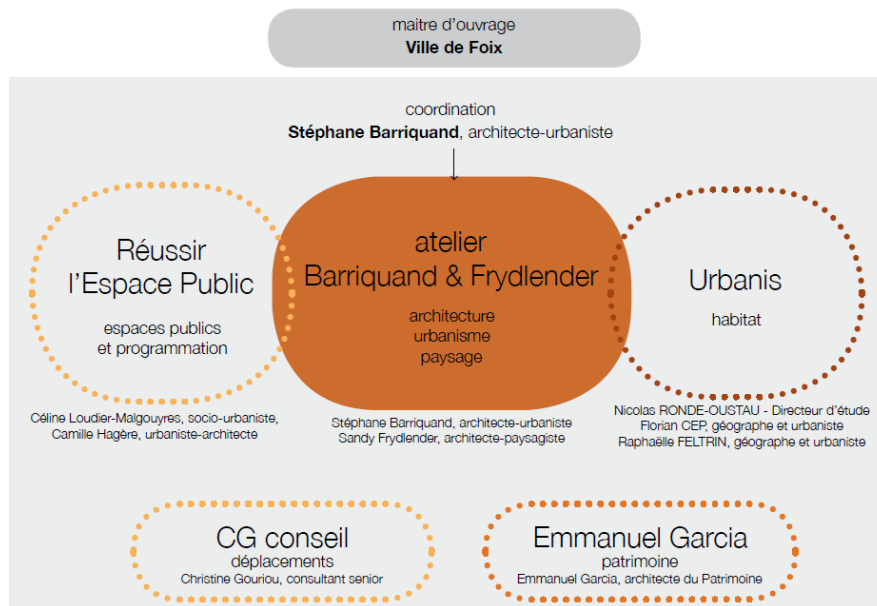 maitre d'ouvrage
Ville de Foix
coordination
Stéphane Barriquand, architecte-urbaniste
Réussir
l'Espace Public
espaces publics
et programmation
Céline Loudier-Malgouyres, socio-urbaniste,
Camille Hagère, urbaniste-architecte
atelier
Barriquand & Frydlender
architecture
urbanisme
paysage
Stéphane Barriquand, architecte-urbaniste
Sandy Frydlender, architecte-paysagiste
Urbanis
habitat
Nicolas RONDE-OUSTAU - Directeur d'étude
Florian CEP, géographe et urbaniste
Raphaëlle FELTRIN, géographe et urbaniste
CG conseil
déplacements
Christine Gouriou, consultant senior
Emmanuel Garcia
patrimoine
Emmanuel Garcia, architecte du Patrimoine